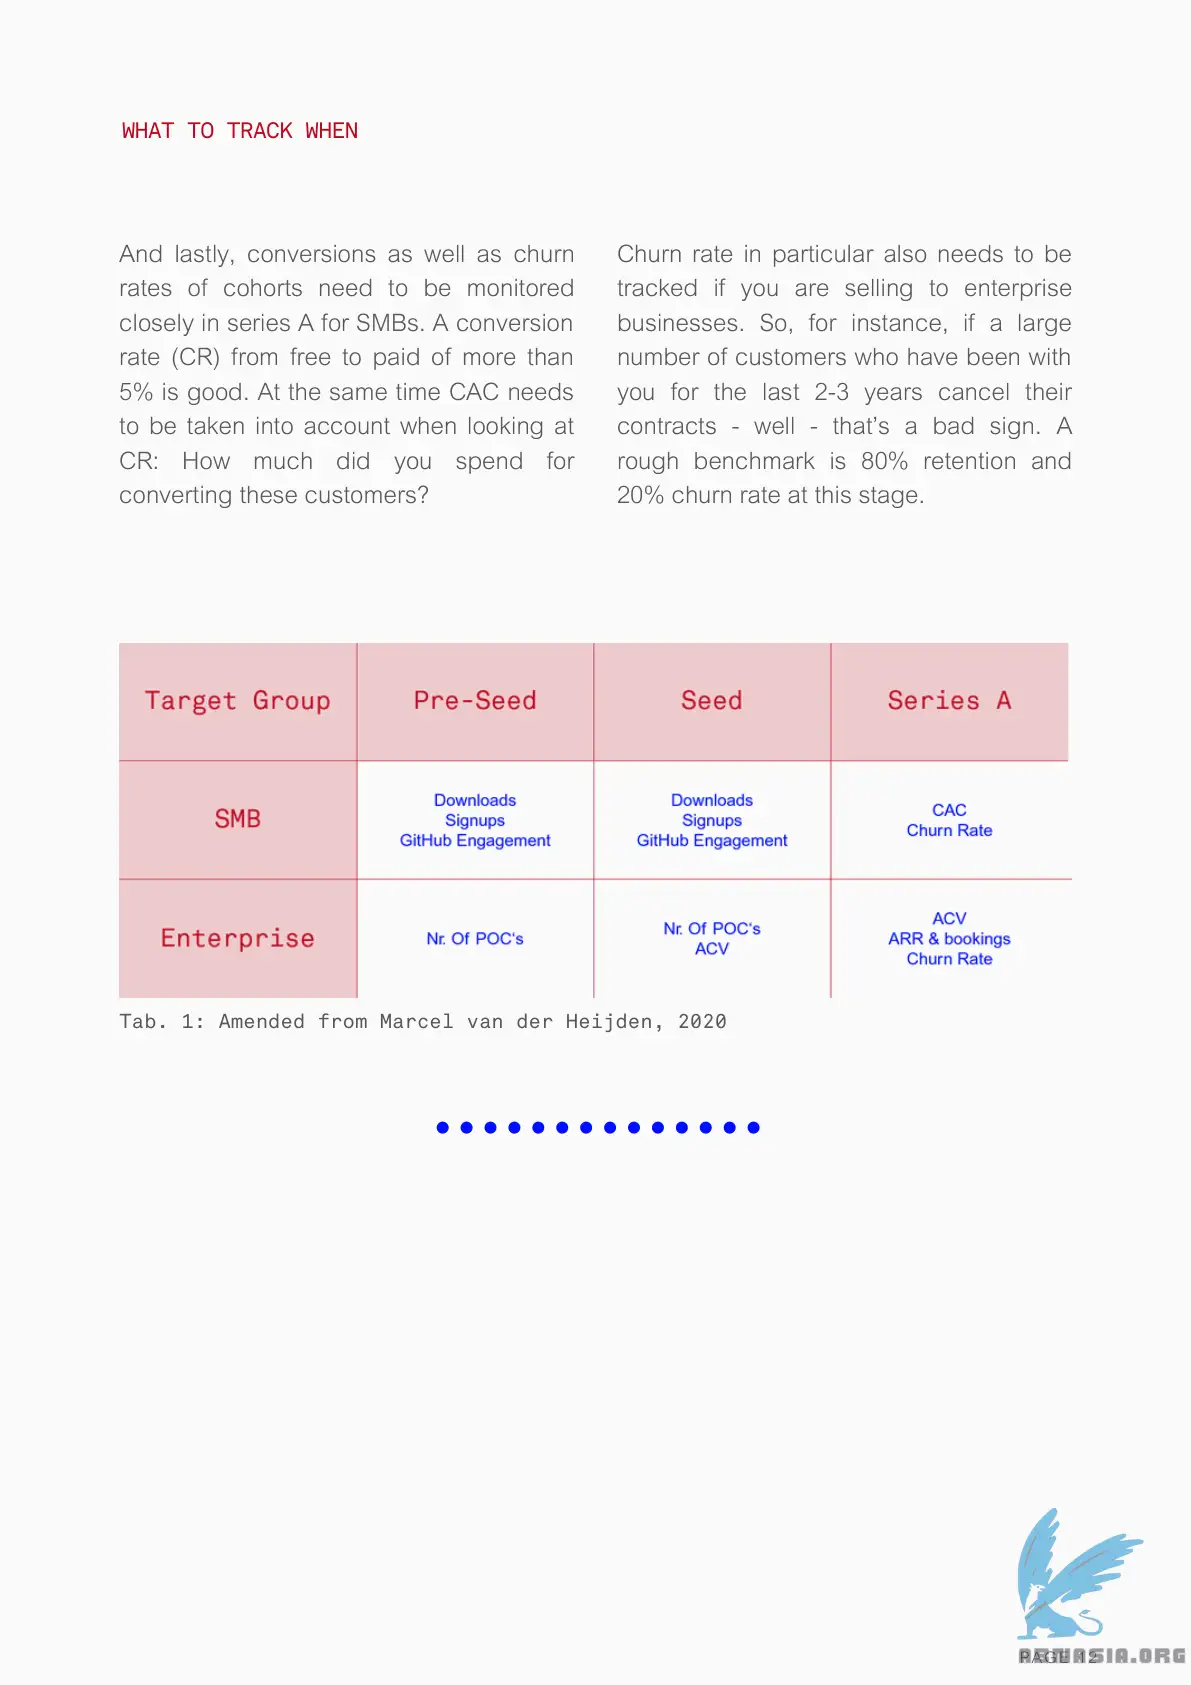 WHAT TO TRACK WHEN
And lastly, conversions as well as churn
rates of cohorts need to be monitored
closely in series A for SMBs. A conversion
rate (CR) from free to paid of more than
5% is good. At the same time CAC needs
to be taken into account when looking at
CR: How much did you spend for
converting these customers?
Churn rate in particular also needs to be
tracked if you are selling to enterprise
businesses. So, for instance, if a large
number of customers who have been with
you for the last 2-3 years cancel their
contracts - well - that’s a bad sign. A
rough benchmark is 80% retention and
20% churn rate at this stage.
Target Group Pre-Seed Seed Series A
SMB
Downloads
Signups
GitHub Engagement
Downloads
Signups
GitHub Engagement
CAC
Churn Rate
Enterprise
Nr. Of POC‘s
Nr. Of POC‘s
ACV
ACV
ARR & bookings
Churn Rate
Tab. 1: Amended from Marcel van der Heijden, 2020
PAGE 12